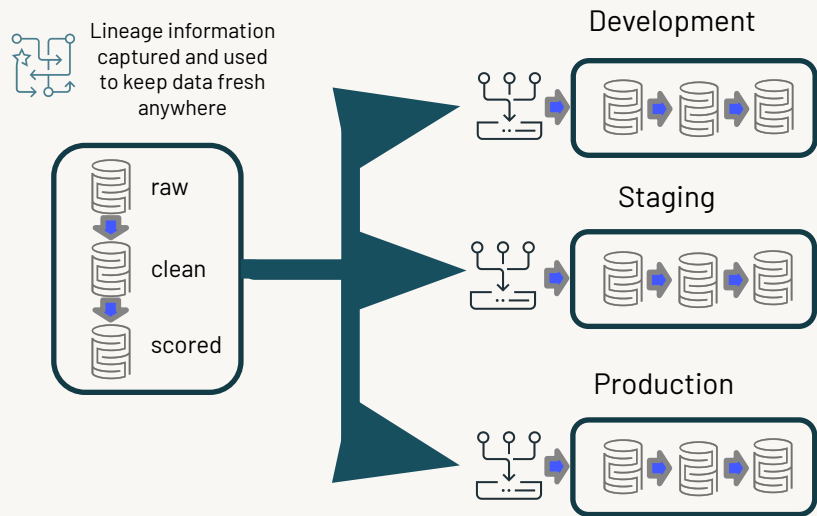 Lineage information
captured and used
to keep data fresh
anywhere
raw
clean
scored
Development
Staging
Production